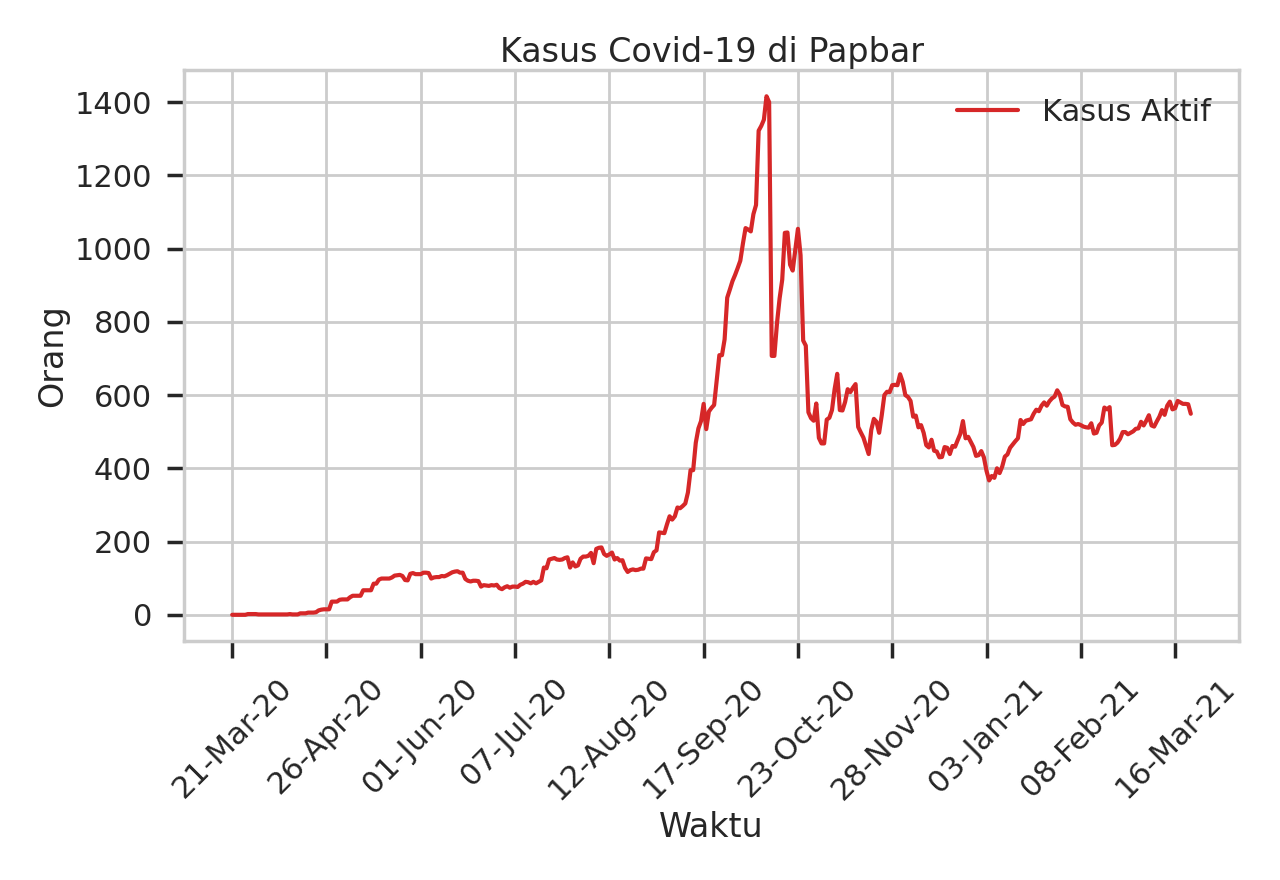 Kasus Covid-19 di Papbar
Kasus Aktif
1400
1200
1000
800
600
400
200
0
Orang
21-Mar-20
26-Apr-20
01-Jun-20
07-Jul-20
12-Aug-20
17-Sep-20
23-Oct-20
28-Nov-20
03-Jan-21
08-Feb-21
16-Mar-21
Waktu